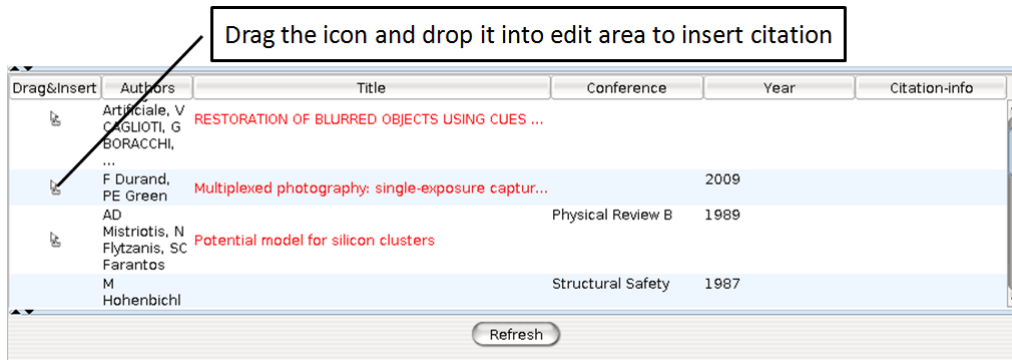 Drag the icon and drop it into edit area to insert citation
Drag&Insert Authors Title Conference Year Citation-info
Artificiale, V
CAGLIOTI, G
BORACCHI,
...
RESTORATION OF BLURRED OBJECTS USING CUES ...
F Durand,
PE Green
Multiplexed photography: single-exposure captur...
2009
AD
Mistriotis, N
Flytzanis, SC
Farantos
Potential model for silicon clusters
Physical Review B 1989
M
Hohenbichl
Structural Safety 1987
Refresh